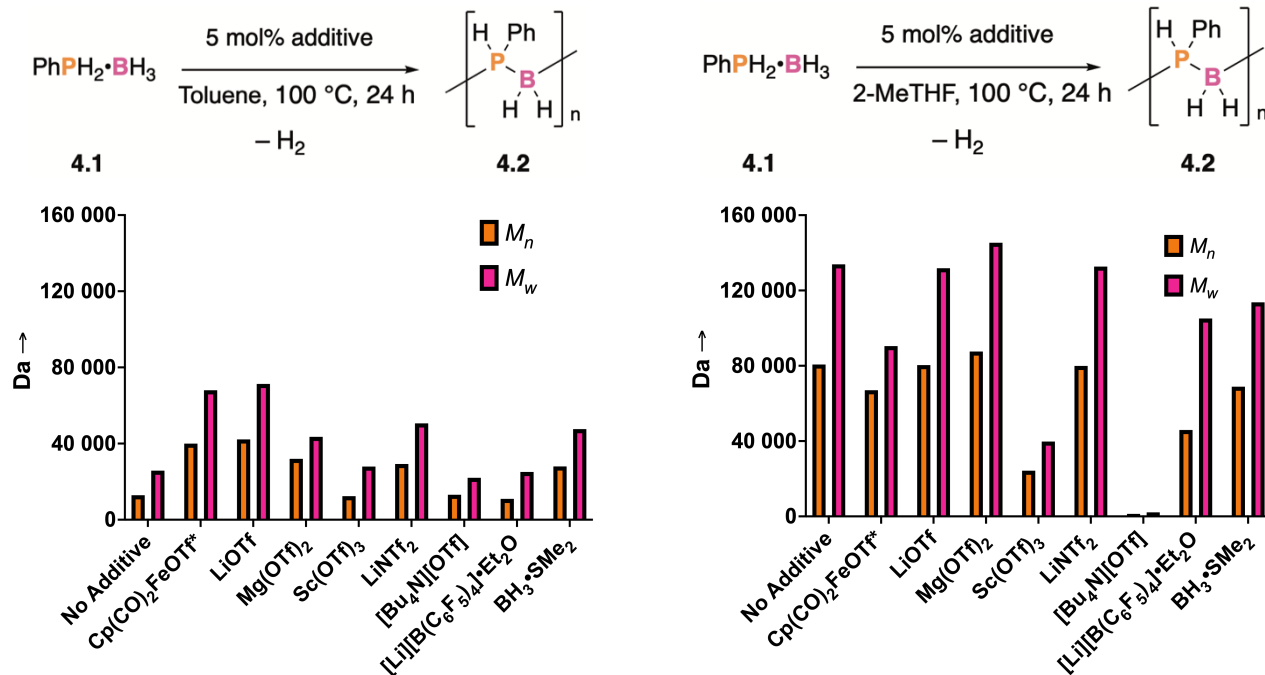 5 mol% additive
PhPH2•BH3
Toluene, 100 °C, 24 h
– H2
H Ph
P
B
H H
n
4.1
4.2
160 000
120 000
80 000
40 000
0
Da →
Mn
Mw
No Additive
Cp(CO)2FeOTf*
LiOTf
Mg(OTf)2
Sc(OTf)3
LiNTf2
[Bu4N][OTf]
[Li][B(C6F5)4]•Et2O
BH3•SMe2
5 mol% additive
PhPH2•BH3
2-MeTHF, 100 °C, 24 h
– H2
H Ph
P
B
H H
n
4.1
4.2
160 000
120 000
80 000
40 000
0
Da →
Mn
Mw
No Additive
Cp(CO)2FeOTf*
LiOTf
Mg(OTf)2
Sc(OTf)3
LiNTf2
[Bu4N][OTf]
[Li][B(C6F5)4]•Et2O
BH3•SMe2